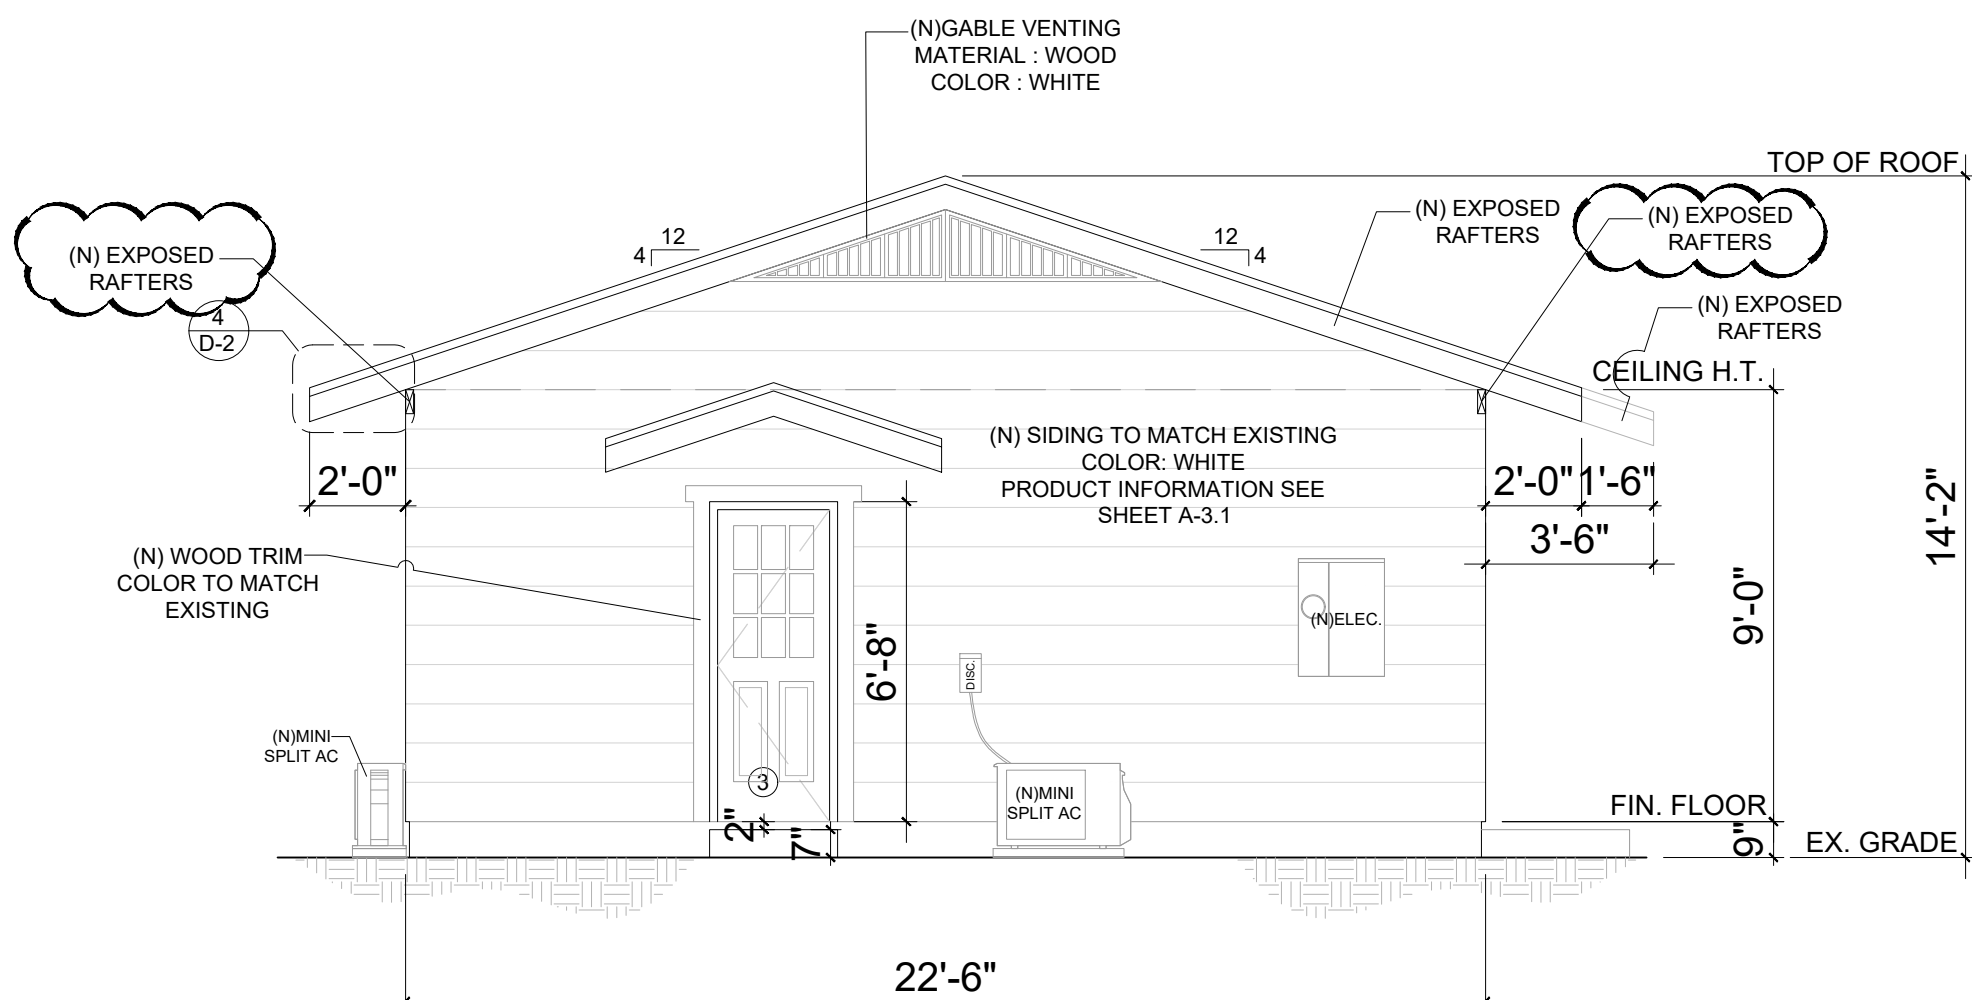 (N)GABLE VENTING
MATERIAL : WOOD
COLOR : WHITE
TOP OF ROOF
(N) EXPOSED
RAFTERS
4
D-2
12
4
12
4
(N) EXPOSED
RAFTERS
(N) EXPOSED
RAFTERS
(N) EXPOSED
RAFTERS
CEILING H.T.
(N) SIDING TO MATCH EXISTING
COLOR: WHITE
PRODUCT INFORMATION SEE
SHEET A-3.1
2'-0"
2'-0"
1'-6"
3'-6"
14'-2"
9'-0"
(N) WOOD TRIM
COLOR TO MATCH
EXISTING
6'-8"
(N)ELEC.
DISC.
(N)MINI
SPLIT AC
3
(N)MINI
SPLIT AC
2"
7"
FIN. FLOOR
9"
EX. GRADE
22'-6"